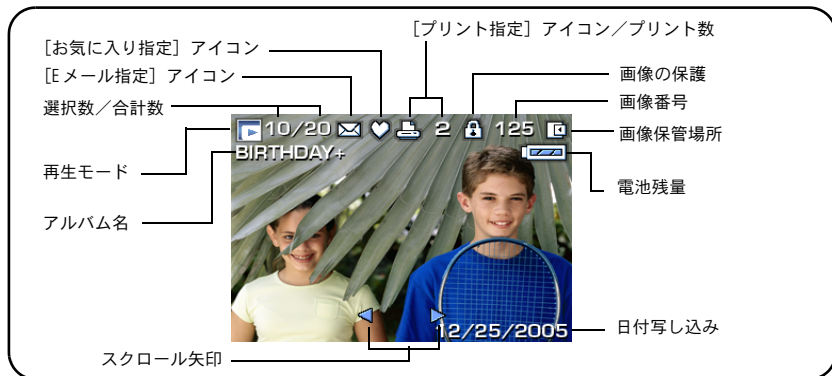 [プリント指定] アイコン／プリント数
[お気に入り指定] アイコン
[Eメール指定] アイコン
選択数／合計数
画像の保護
画像番号
画像保管場所
10/20 2 125
BIRTHDAY+
再生モード
電池残量
アルバム名
12/25/2005
日付写し込み
スクロール矢印